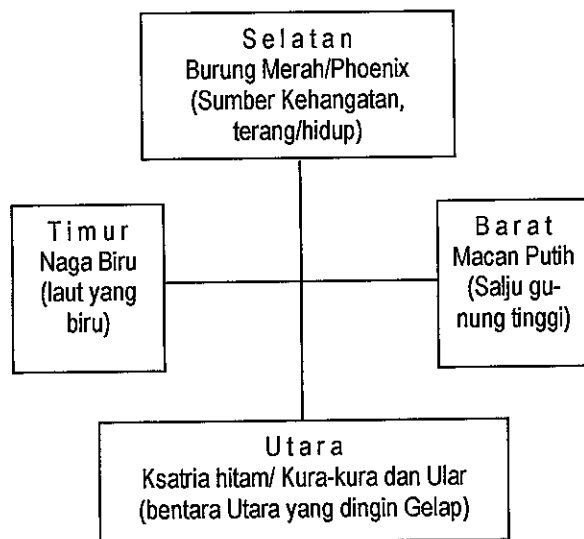 Selatan
Burung Merah/Phoenix
(Sumber Kehangatan,
terang/hidup)
Timur
Naga Biru
(laut yang
biru)
Barat
Macan Putih
(Salju gu-
nung tinggi)
Utara
Ksatria hitam/ Kura-kura dan Ular
(bentara Utara yang dingin Gelap)